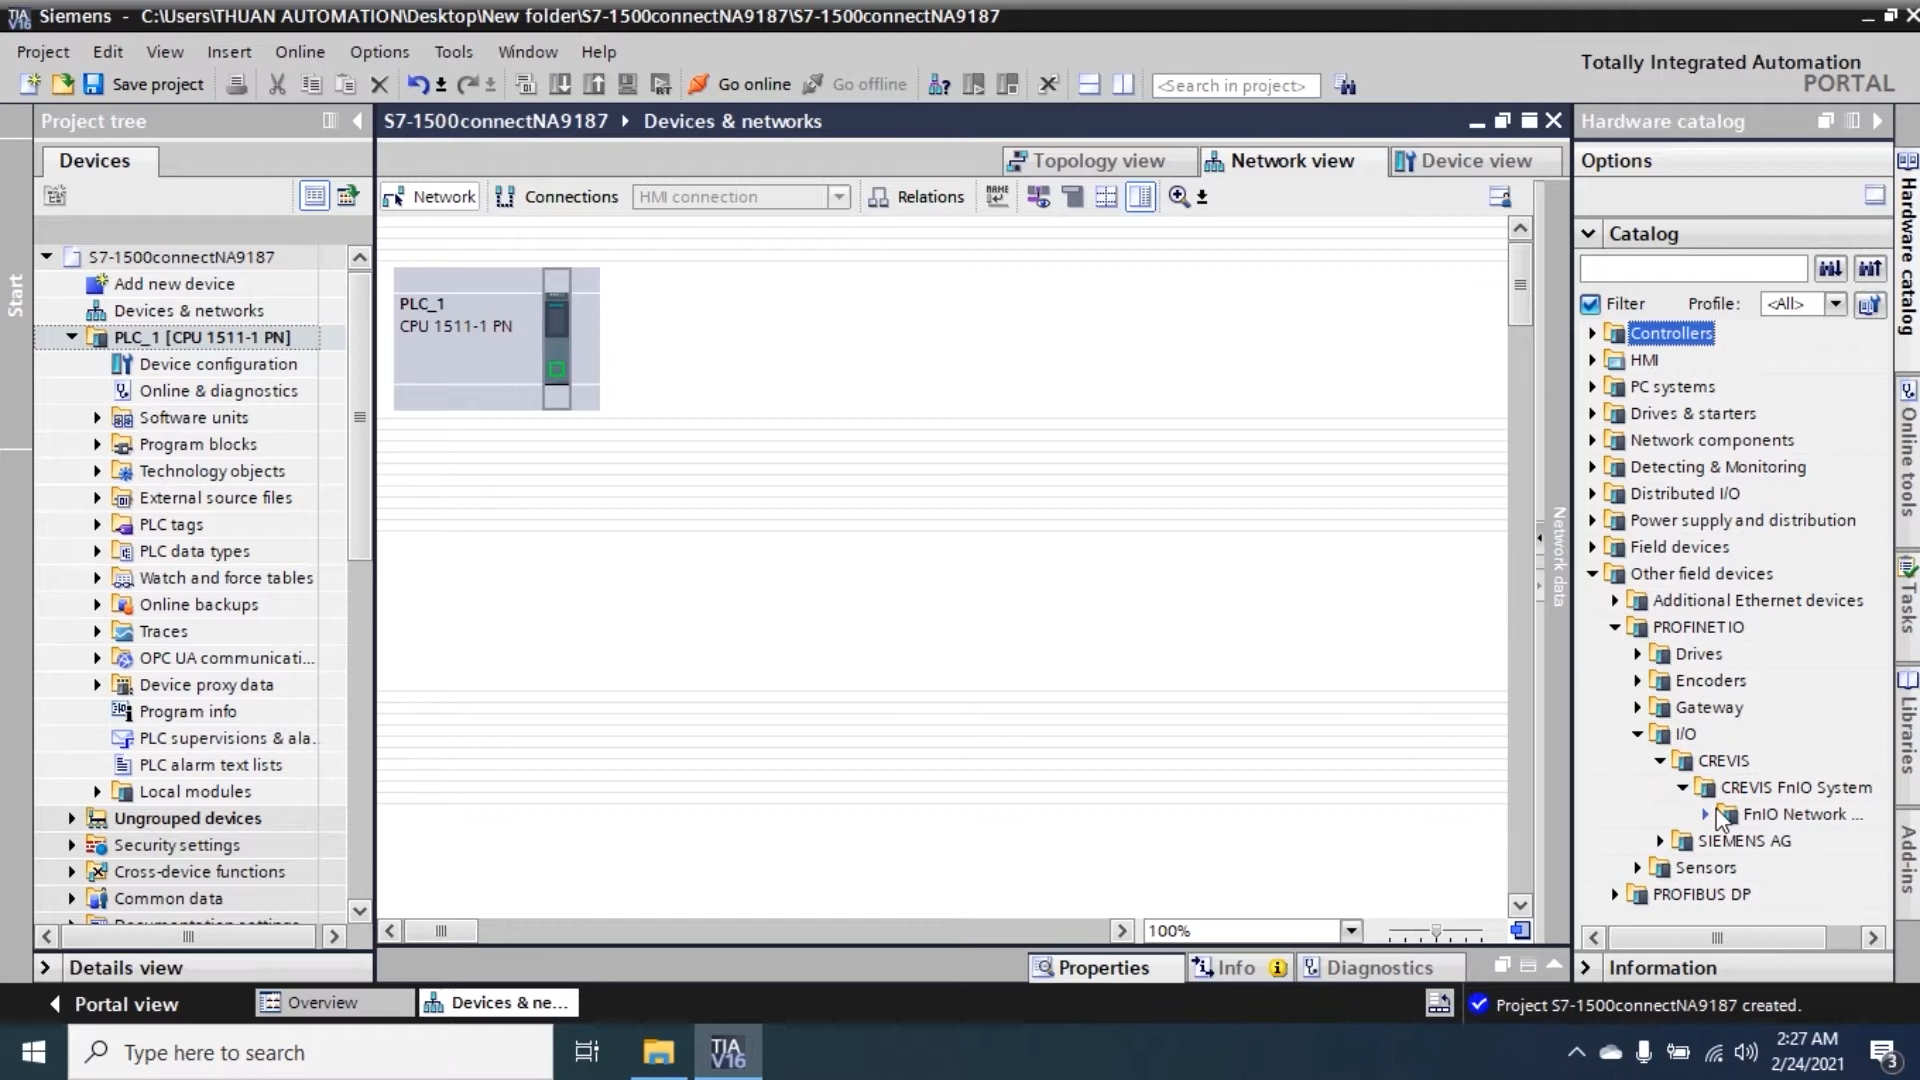 Siemens - C:\Users\THUAN AUTOMATION\Desktop\New folder\S7-1500connectNA9187\S7-1500connectNA9187
Project Edit View Insert Online Options Tools Window Help
Totally Integrated Automation
PORTAL
Save project
Go online
Go offline
<Search in project>
Project tree
S7-1500connectNA9187 Devices & networks
Hardware catalog
Devices
Topology view
Network view
Device view
Options
Network
Connections
HMI connection
Relations
Start
S7-1500connectNA9187
Add new device
Devices & networks
PLC_1 [CPU 1511-1 PN]
Device configuration
Online & diagnostics
Software units
Program blocks
Technology objects
External source files
PLC tags
PLC data types
Watch and force tables
Online backups
Traces
OPC UA communicati...
Device proxy data
Program info
PLC supervisions & ala.
PLC alarm text lists
Local modules
Ungrouped devices
Security settings
Cross-device functions
Common data
PLC_1
CPU 1511-1 PN
Network data
100%
Catalog
Filter
Profile:
<All>
Controllers
HMI
PC systems
Drives & starters
Network components
Detecting & Monitoring
Distributed I/O
Power supply and distribution
Field devices
Other field devices
Additional Ethernet devices
PROFINET IO
Drives
Encoders
Gateway
I/O
CREVIS
CREVIS FnIO System
FnIO Network ...
SIEMENS AG
Sensors
PROFIBUS DP
Hardware catalog
Online tools
Tasks
Libraries
Add-ins
Details view
Properties
Info
Diagnostics
Information
Portal view
Overview
Devices & ne...
Project S7-1500connectNA9187 created.
Type here to search
TIA
V16
2:27 AM
2/24/2021
3